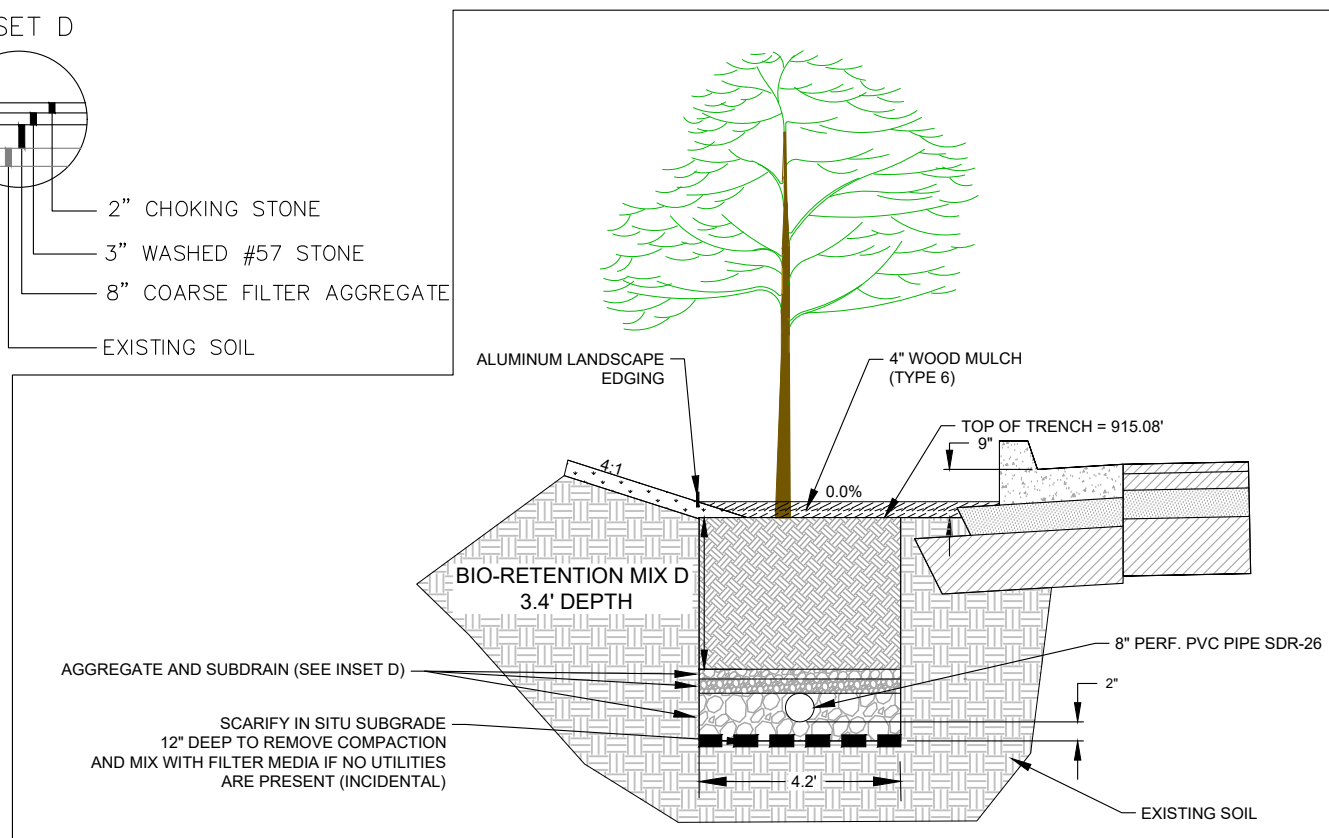 SET D
2” CHOKING STONE
3” WASHED #57 STONE
8” COARSE FILTER AGGREGATE
EXISTING SOIL
ALUMINUM LANDSCAPE
EDGING
4" WOOD MULCH
(TYPE 6)
TOP OF TRENCH = 915.08'
9"
4:1
0.0%
BIO-RETENTION MIX D
3.4' DEPTH
8" PERF. PVC PIPE SDR-26
AGGREGATE AND SUBDRAIN (SEE INSET D)
2"
SCARIFY IN SITU SUBGRADE
12" DEEP TO REMOVE COMPACTION
AND MIX WITH FILTER MEDIA IF NO UTILITIES
ARE PRESENT (INCIDENTAL)
4.2'
EXISTING SOIL